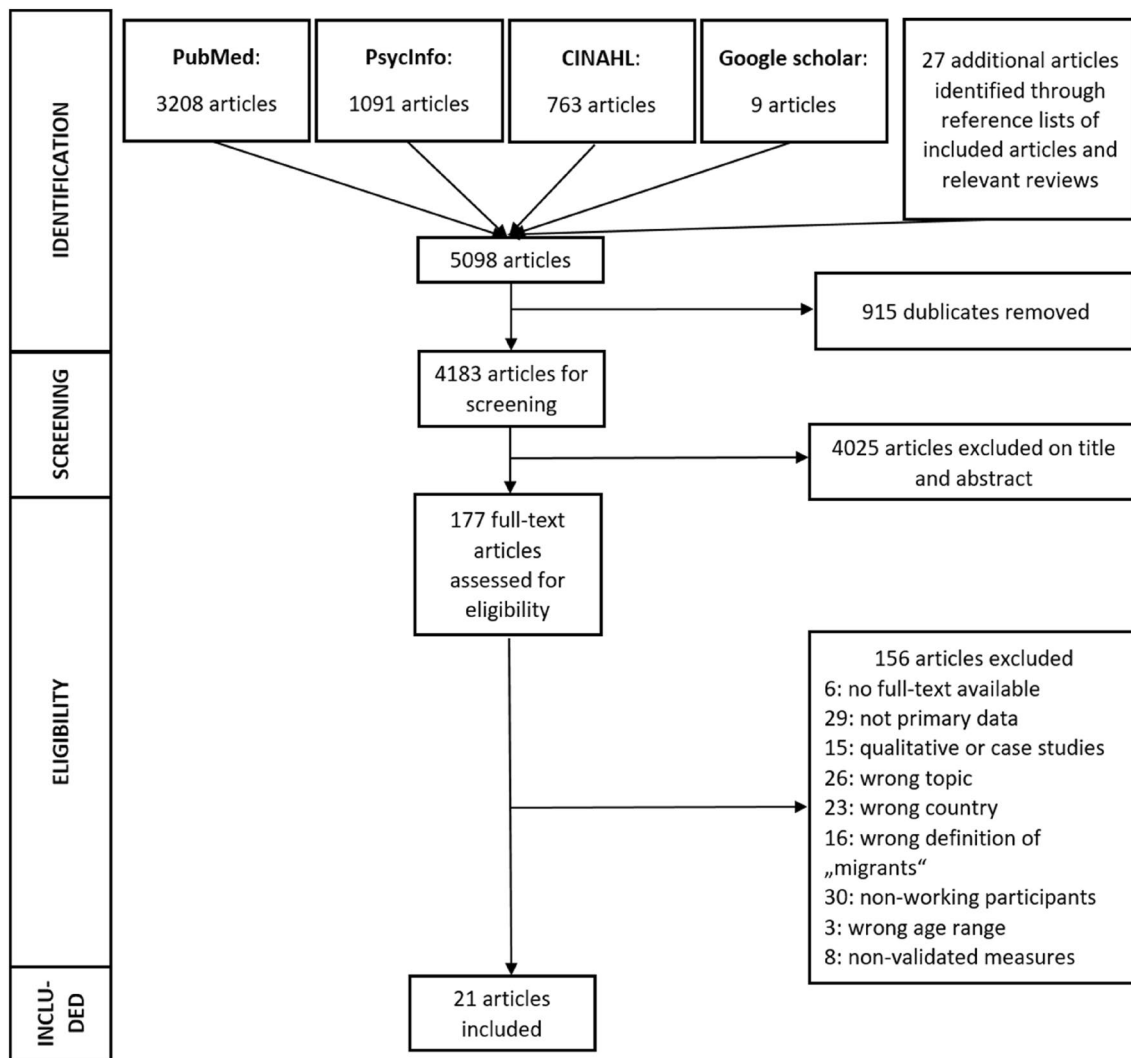 IDENTIFICATION
PubMed:
3208 articles
PsycInfo:
1091 articles
CINAHL:
763 articles
Google scholar:
9 articles
27 additional articles
identified through
reference lists of
included articles and
relevant reviews
5098 articles
915 dublicates removed
SCREENING
4183 articles for
screening
4025 articles excluded on title
and abstract
ELIGIBILITY
177 full-text
articles
assessed for
eligibility
156 articles excluded
6: no full-text available
29: not primary data
15: qualitative or case studies
26: wrong topic
23: wrong country
16: wrong definition of
„migrants“
30: non-working participants
3: wrong age range
8: non-validated measures
INCLU-
DED
21 articles
included